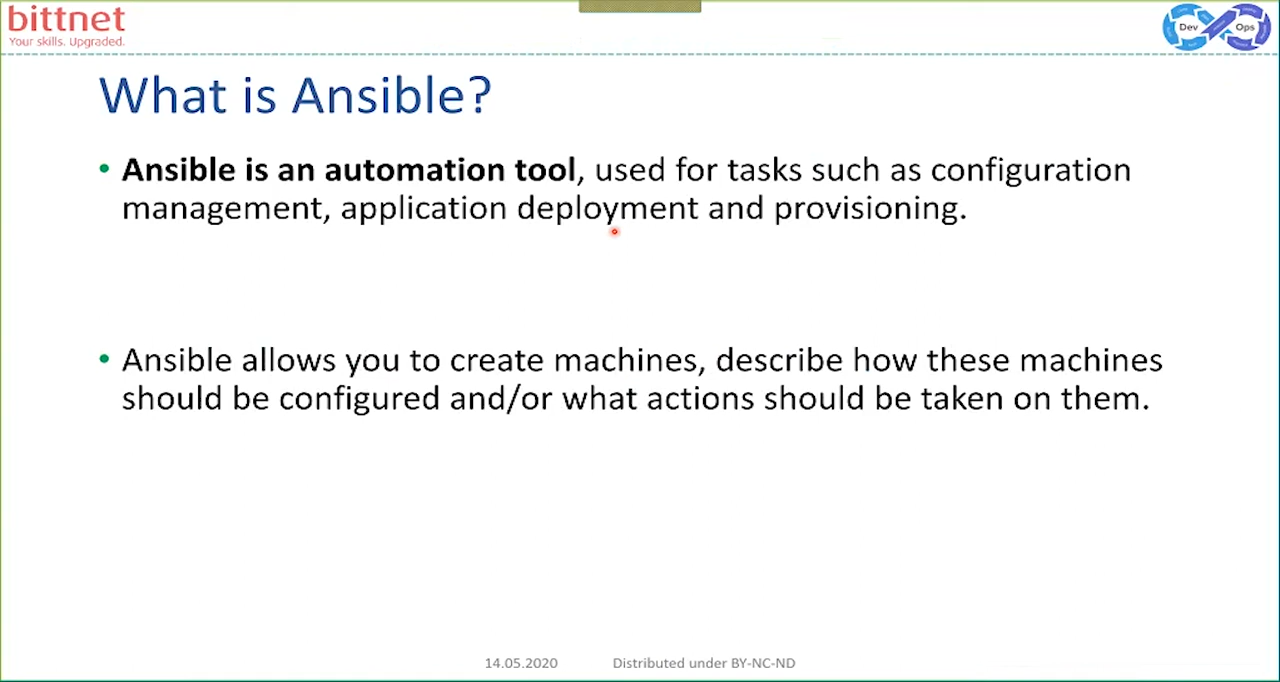 bittnet
Your skills. Upgraded.
Dev
Ops
What is Ansible?
• Ansible is an automation tool, used for tasks such as configuration
management, application deployment and provisioning.
• Ansible allows you to create machines, describe how these machines
should be configured and/or what actions should be taken on them.
14.05.2020
Distributed under BY-NC-ND